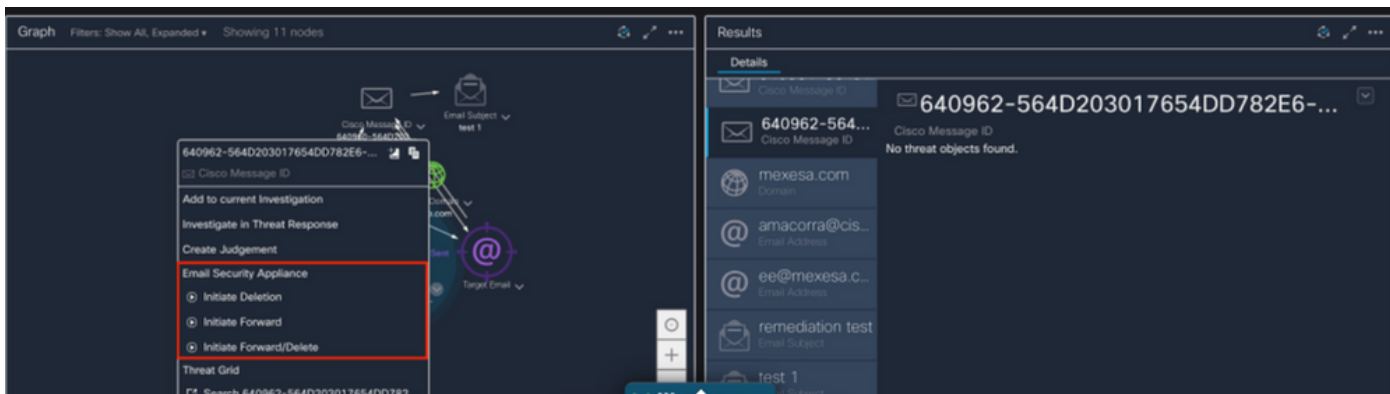 Graph Filters: Show All, Expanded Showing 11 nodes
Cisco Message ID
Email Subject
test 1
640962-564D203017654DD782E6-...
Cisco Message ID
Add to current Investigation
Investigate in Threat Response
Create Judgement
Email Security Appliance
Initiate Deletion
Initiate Forward
Initiate Forward/Delete
Threat Grid
Target Email
Results
Details
Cisco Message ID
640962-564...
Cisco Message ID
mexesa.com
Domain
amacorra@cis...
Email Address
ee@mexesa.c...
Email Address
remediation test
Email Subject
test 1
640962-564D203017654DD782E6-...
Cisco Message ID
No threat objects found.